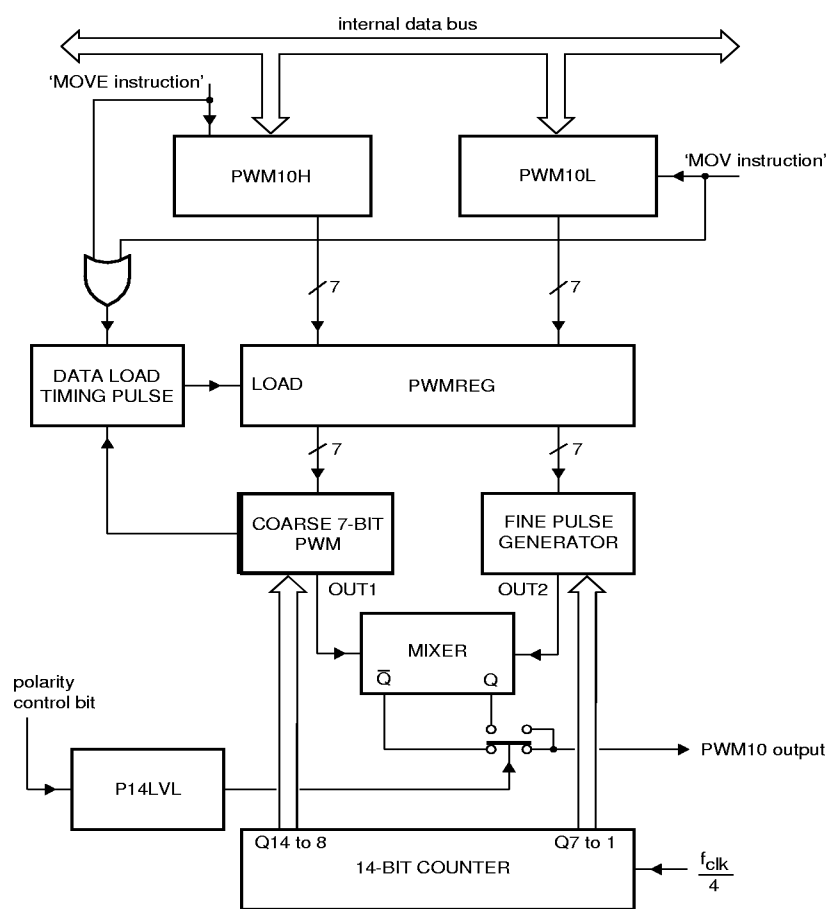 internal data bus
‘MOVE instruction’
PWM10H
PWM10L
‘MOV instruction’
7
7
DATA LOAD
TIMING PULSE
LOAD
PWMREG
7
7
COARSE 7-BIT
PWM
FINE PULSE
GENERATOR
OUT1
OUT2
MIXER
Q̅
Q
polarity
control bit
P14LVL
PWM10 output
Q14 to 8
Q7 to 1
14-BIT COUNTER
fclk
4